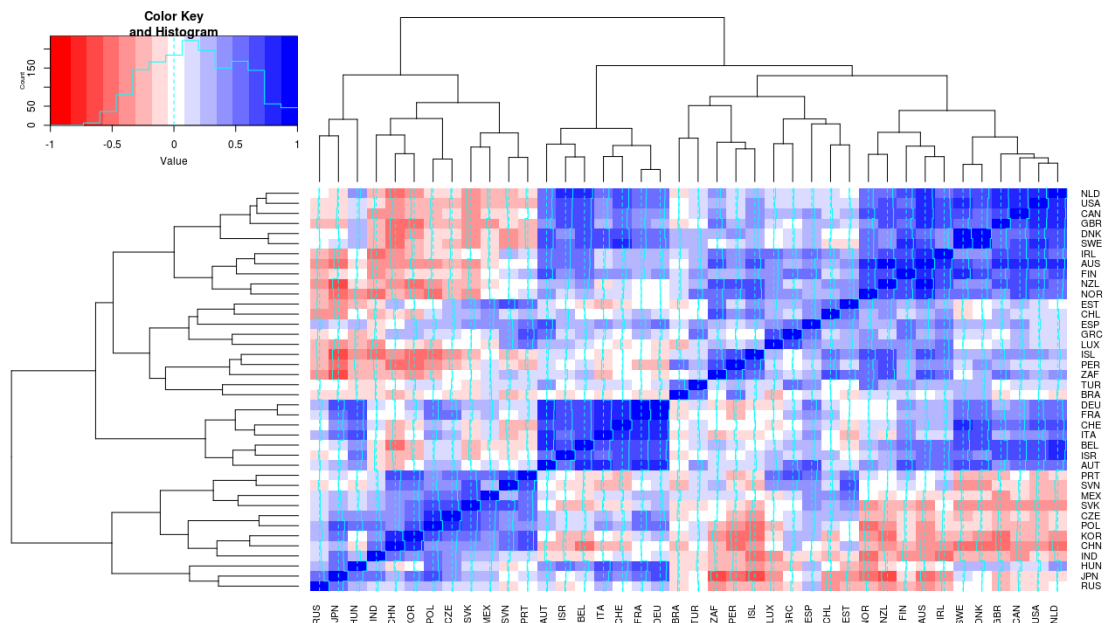 Color Key
and Histogram
Count
0 50 150
-1 -0.5 0 0.5 1
Value
NLD
USA
CAN
GBR
DNK
SWE
IRL
AUS
FIN
NZL
NOR
EST
CHL
ESP
GRC
LUX
ISL
PER
ZAF
TUR
BRA
DEU
FRA
CHE
ITA
BEL
ISR
AUT
PRT
SVN
MEX
SVK
CZE
POL
KOR
CHN
IND
HUN
JPN
RUS
RUS JPN HUN IND CHN KOR POL CZE SVK MEX SVN PRT AUT ISR BEL ITA CHE FRA DEU BRA TUR ZAF PER ISL LUX GRC ESP CHL EST NOR NZL FIN AUS IRL SWE DNK GBR CAN USA NLD